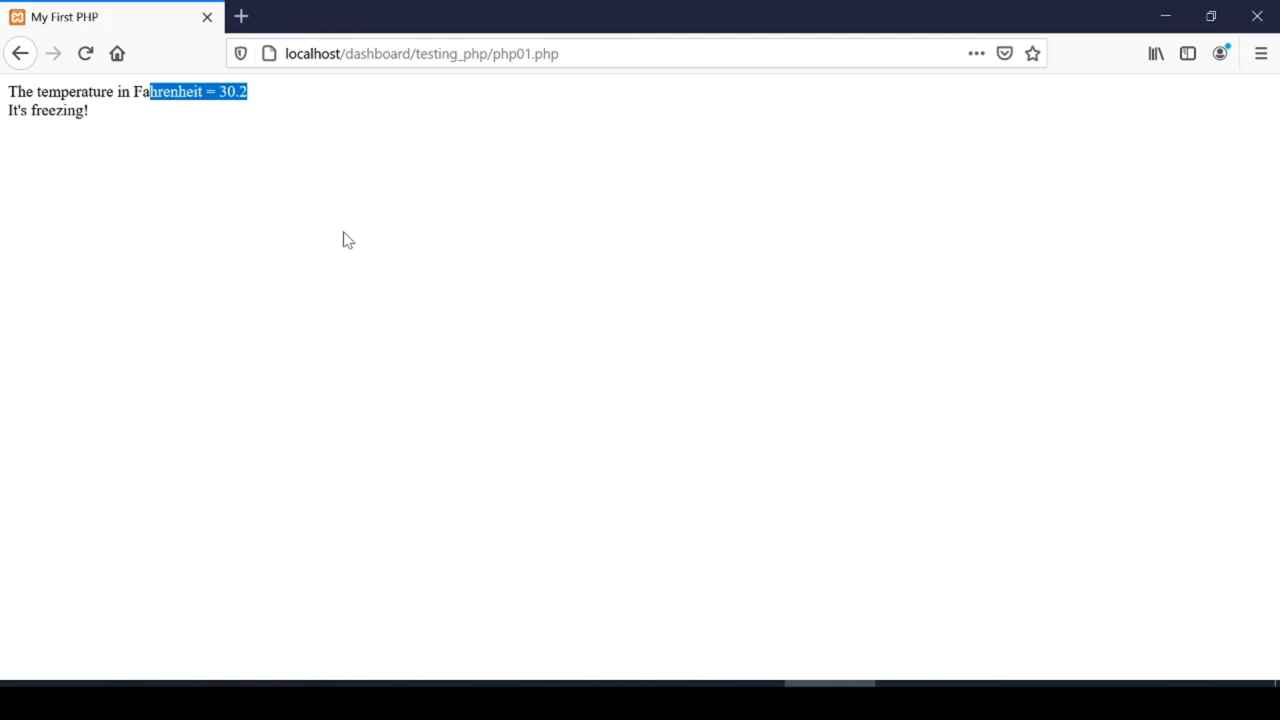 My First PHP
localhost/dashboard/testing_php/php01.php
The temperature in Fahrenheit = 30.2
It's freezing!